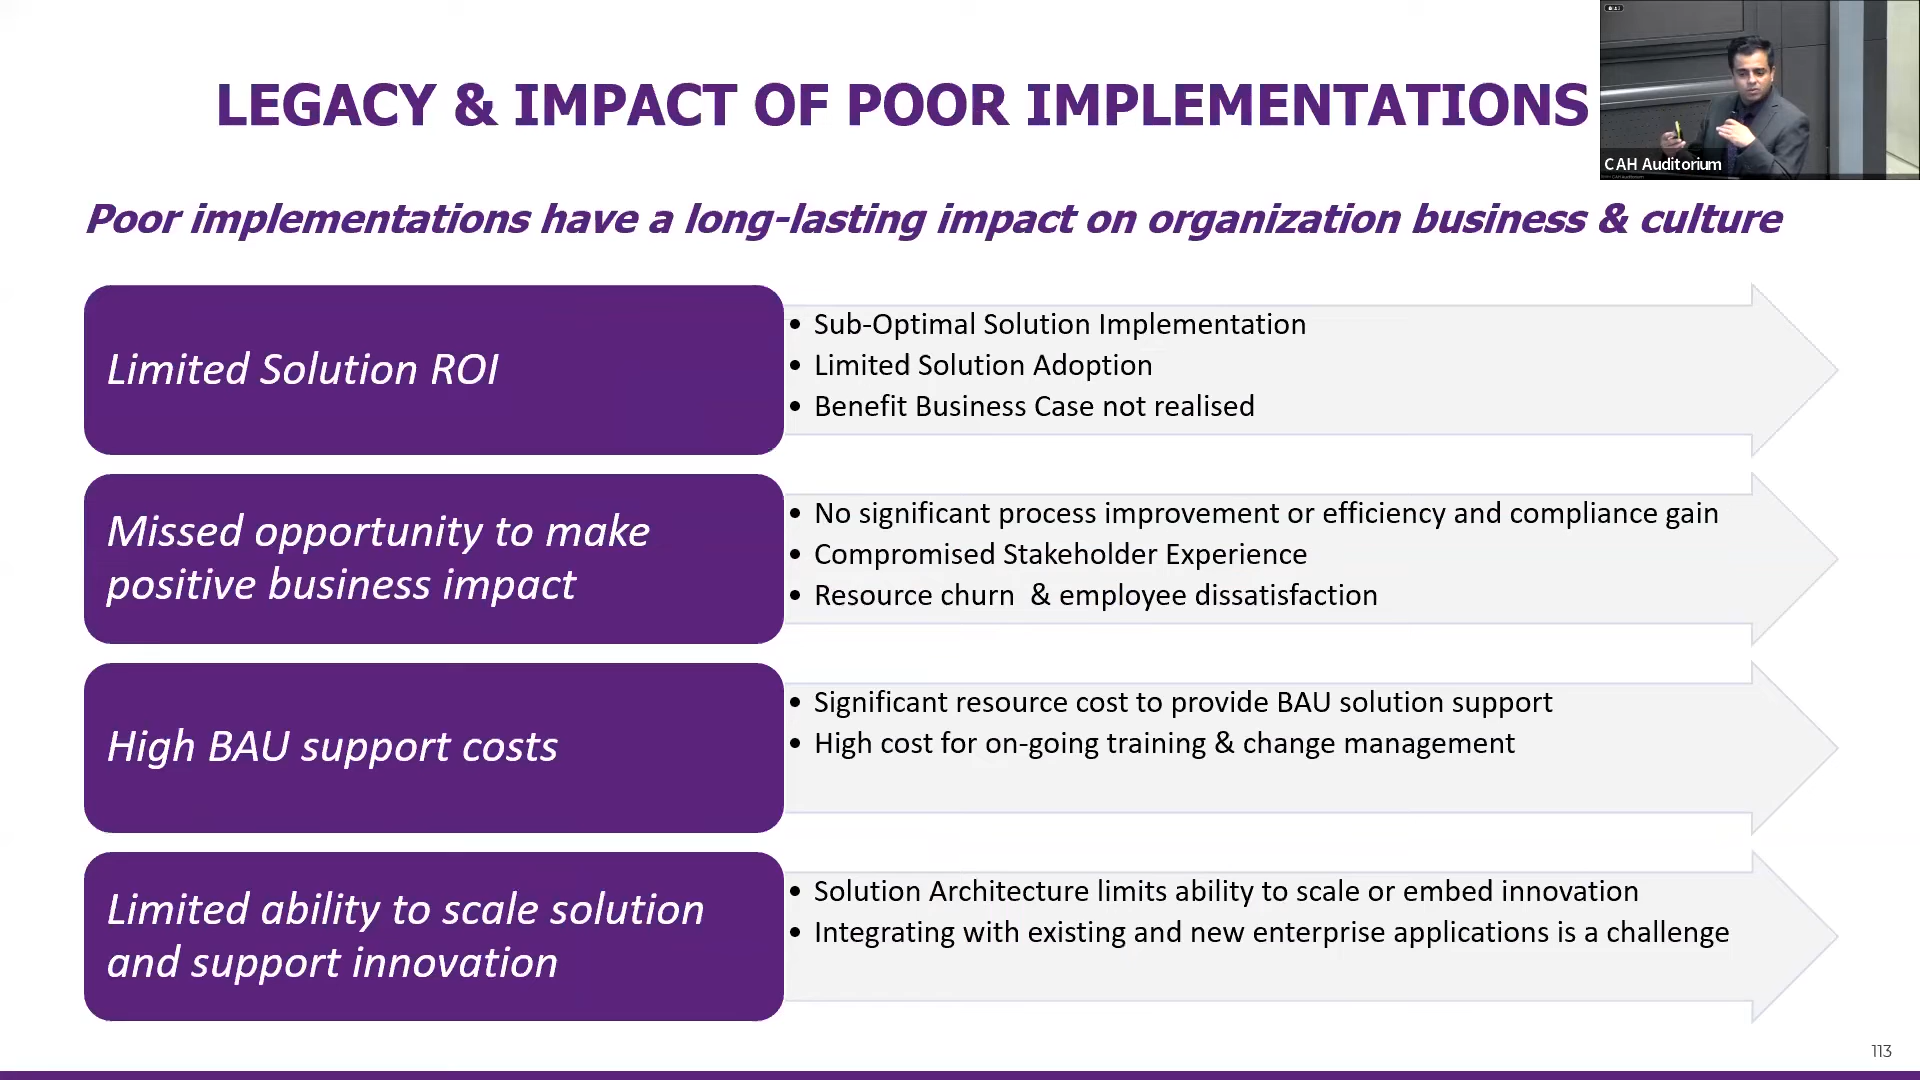 LEGACY & IMPACT OF POOR IMPLEMENTATIONS
CAH Auditorium
Poor implementations have a long-lasting impact on organization business & culture
Limited Solution ROI
• Sub-Optimal Solution Implementation
• Limited Solution Adoption
• Benefit Business Case not realised
Missed opportunity to make
positive business impact
• No significant process improvement or efficiency and compliance gain
• Compromised Stakeholder Experience
• Resource churn  & employee dissatisfaction
High BAU support costs
• Significant resource cost to provide BAU solution support
• High cost for on-going training & change management
Limited ability to scale solution
and support innovation
• Solution Architecture limits ability to scale or embed innovation
• Integrating with existing and new enterprise applications is a challenge
113